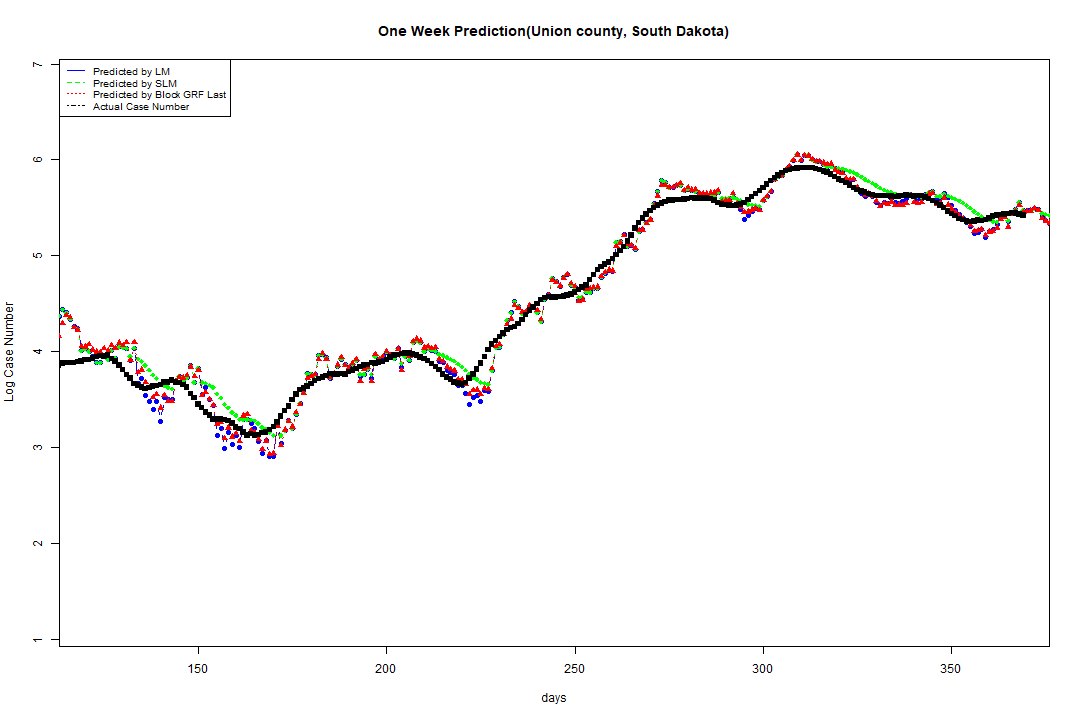 One Week Prediction(Union county, South Dakota)
Predicted by LM
Predicted by SLM
Predicted by Block GRF Last
Actual Case Number
Log Case Number
7
6
5
4
3
2
1
150 200 250 300 350
days